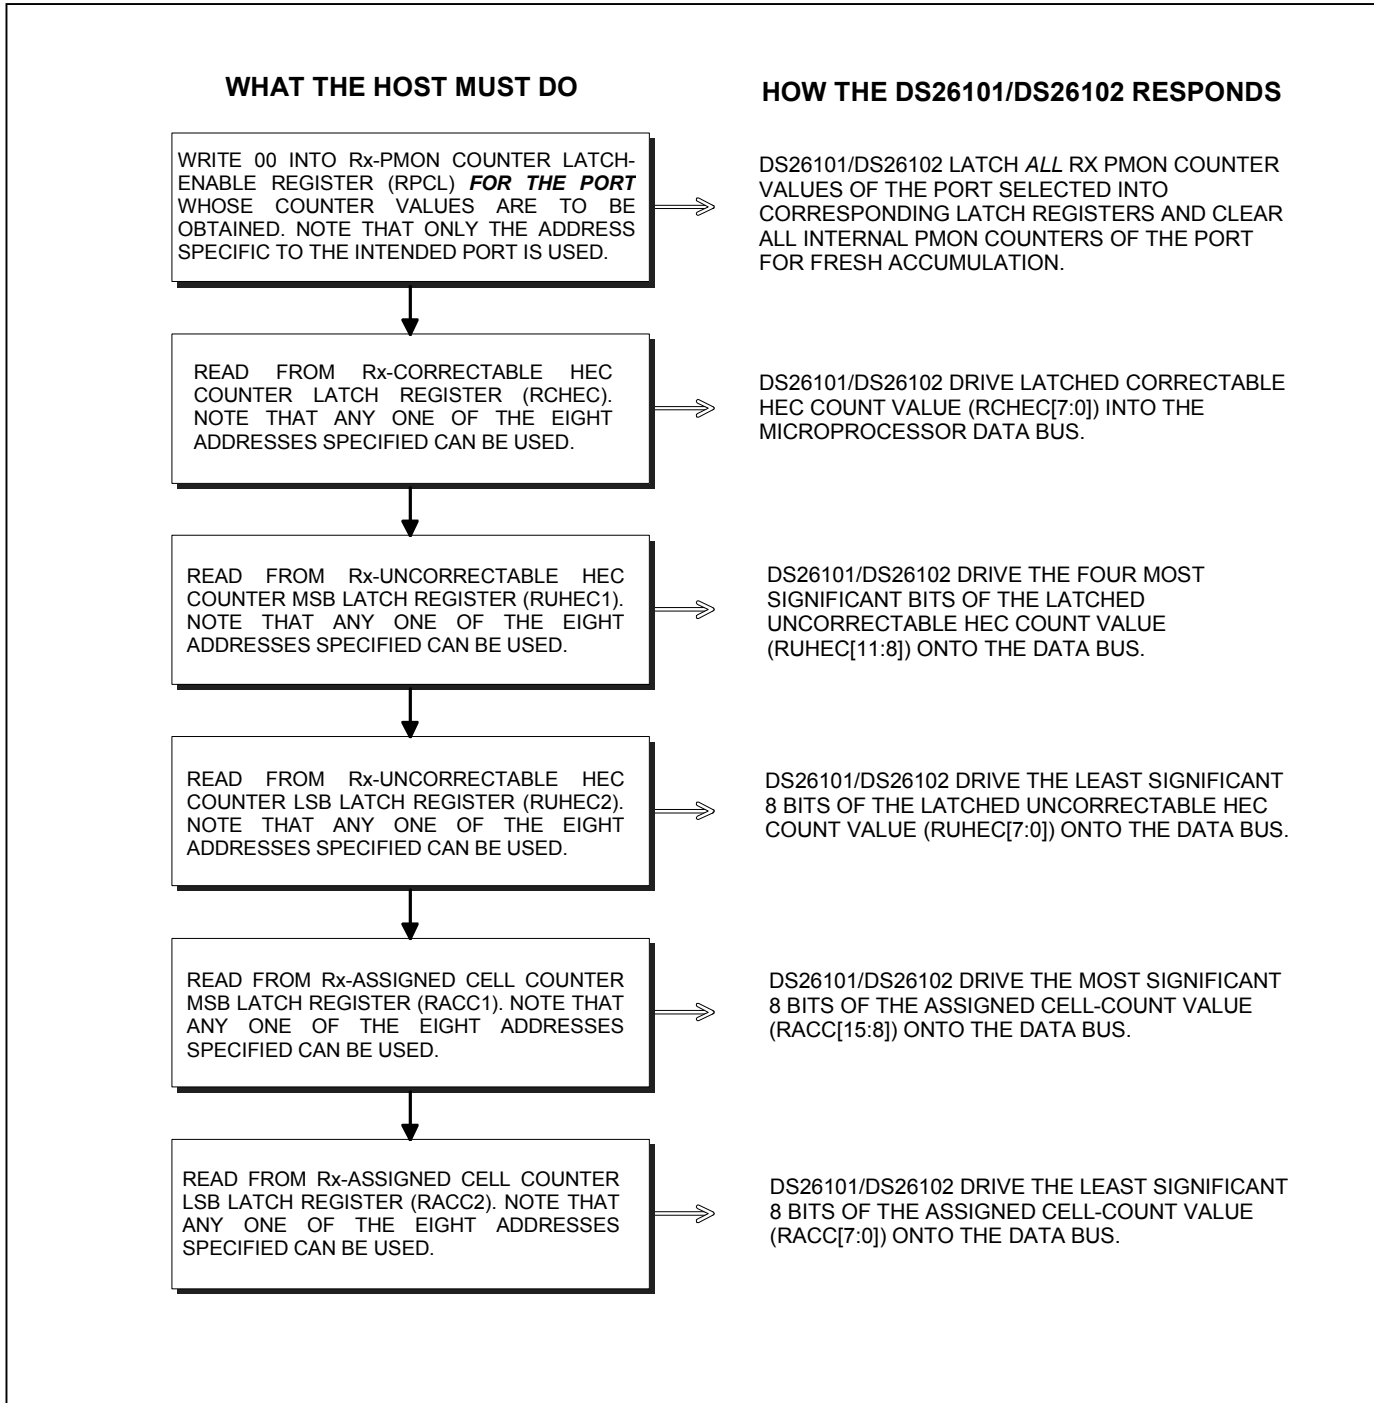 WHAT THE HOST MUST DO
HOW THE DS26101/DS26102 RESPONDS
WRITE 00 INTO Rx-PMON COUNTER LATCH-
ENABLE REGISTER (RPCL) FOR THE PORT
WHOSE COUNTER VALUES ARE TO BE
OBTAINED. NOTE THAT ONLY THE ADDRESS
SPECIFIC TO THE INTENDED PORT IS USED.
DS26101/DS26102 LATCH ALL RX PMON COUNTER
VALUES OF THE PORT SELECTED INTO
CORRESPONDING LATCH REGISTERS AND CLEAR
ALL INTERNAL PMON COUNTERS OF THE PORT
FOR FRESH ACCUMULATION.
READ FROM Rx-CORRECTABLE HEC
COUNTER LATCH REGISTER (RCHEC).
NOTE THAT ANY ONE OF THE EIGHT
ADDRESSES SPECIFIED CAN BE USED.
DS26101/DS26102 DRIVE LATCHED CORRECTABLE
HEC COUNT VALUE (RCHEC[7:0]) INTO THE
MICROPROCESSOR DATA BUS.
READ FROM Rx-UNCORRECTABLE HEC
COUNTER MSB LATCH REGISTER (RUHEC1).
NOTE THAT ANY ONE OF THE EIGHT
ADDRESSES SPECIFIED CAN BE USED.
DS26101/DS26102 DRIVE THE FOUR MOST
SIGNIFICANT BITS OF THE LATCHED
UNCORRECTABLE HEC COUNT VALUE
(RUHEC[11:8]) ONTO THE DATA BUS.
READ FROM Rx-UNCORRECTABLE HEC
COUNTER LSB LATCH REGISTER (RUHEC2).
NOTE THAT ANY ONE OF THE EIGHT
ADDRESSES SPECIFIED CAN BE USED.
DS26101/DS26102 DRIVE THE LEAST SIGNIFICANT
8 BITS OF THE LATCHED UNCORRECTABLE HEC
COUNT VALUE (RUHEC[7:0]) ONTO THE DATA BUS.
READ FROM Rx-ASSIGNED CELL COUNTER
MSB LATCH REGISTER (RACC1). NOTE THAT
ANY ONE OF THE EIGHT ADDRESSES
SPECIFIED CAN BE USED.
DS26101/DS26102 DRIVE THE MOST SIGNIFICANT
8 BITS OF THE ASSIGNED CELL-COUNT VALUE
(RACC[15:8]) ONTO THE DATA BUS.
READ FROM Rx-ASSIGNED CELL COUNTER
LSB LATCH REGISTER (RACC2). NOTE THAT
ANY ONE OF THE EIGHT ADDRESSES
SPECIFIED CAN BE USED.
DS26101/DS26102 DRIVE THE LEAST SIGNIFICANT
8 BITS OF THE ASSIGNED CELL-COUNT VALUE
(RACC[7:0]) ONTO THE DATA BUS.